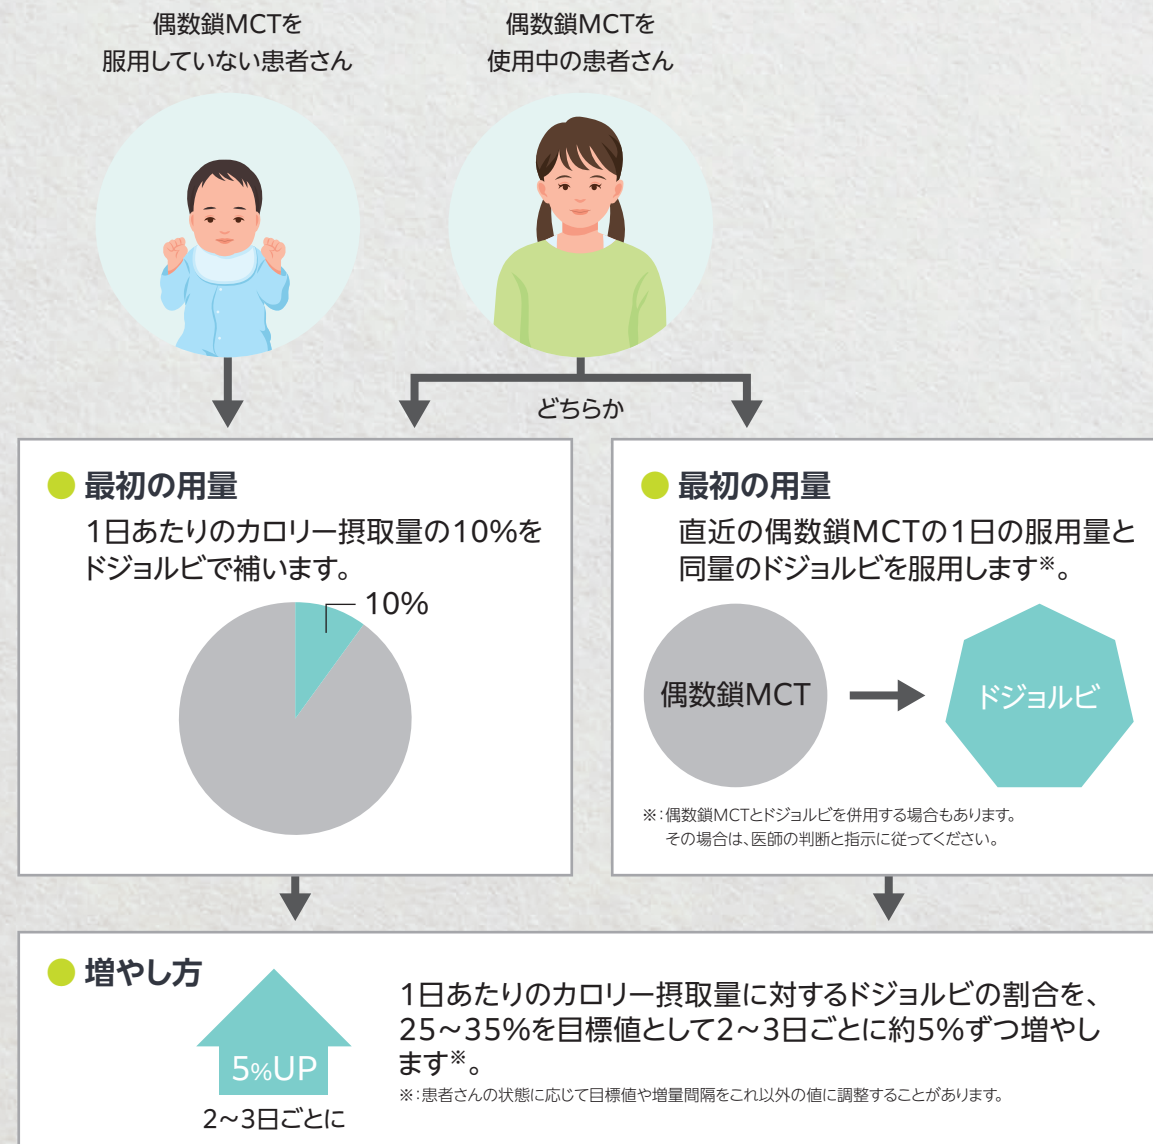 偶数鎖MCTを
服用していない患者さん
偶数鎖MCTを
使用中の患者さん
どちらか
最初の用量
1日あたりのカロリー摂取量の10%を
ドジョルビで補います。
10%
最初の用量
直近の偶数鎖MCTの1日の服用量と
同量のドジョルビを服用します※。
偶数鎖MCT
ドジョルビ
※:偶数鎖MCTとドジョルビを併用する場合もあります。
その場合は、医師の判断と指示に従ってください。
増やし方
5%UP
2～3日ごとに
1日あたりのカロリー摂取量に対するドジョルビの割合を、
25～35%を目標値として2～3日ごとに約5%ずつ増やし
ます※。
※:患者さんの状態に応じて目標値や増量間隔をこれ以外の値に調整することがあります。